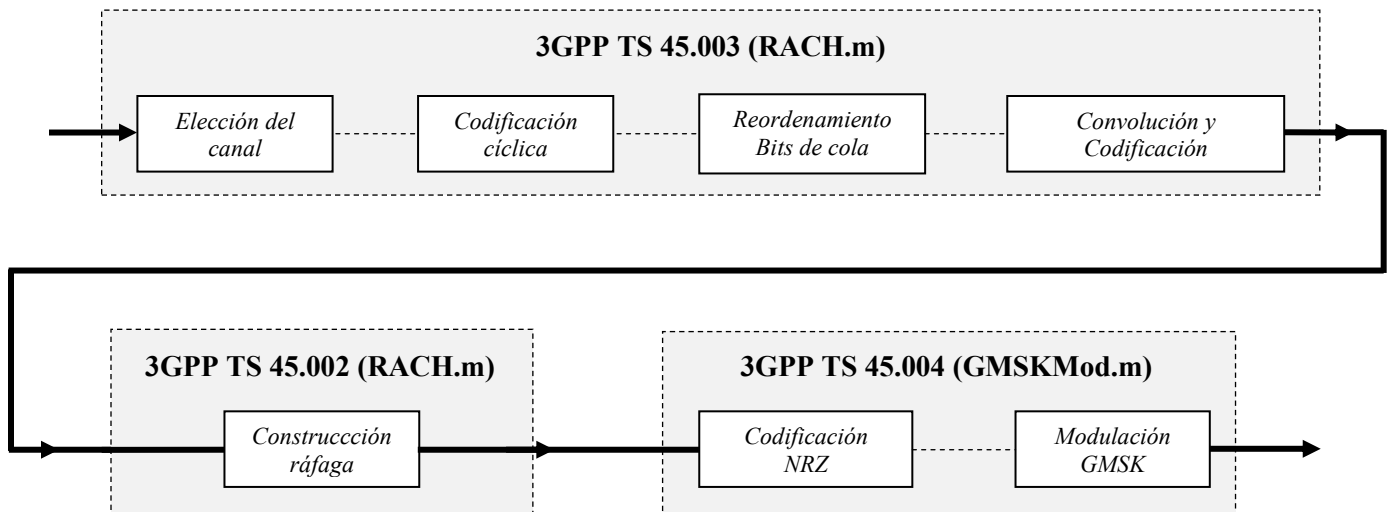 3GPP TS 45.003 (RACH.m)
Elección del
canal
Codificación
cíclica
Reordenamiento
Bits de cola
Convolución y
Codificación
3GPP TS 45.002 (RACH.m)
Construccción
ráfaga
3GPP TS 45.004 (GMSKMod.m)
Codificación
NRZ
Modulación
GMSK